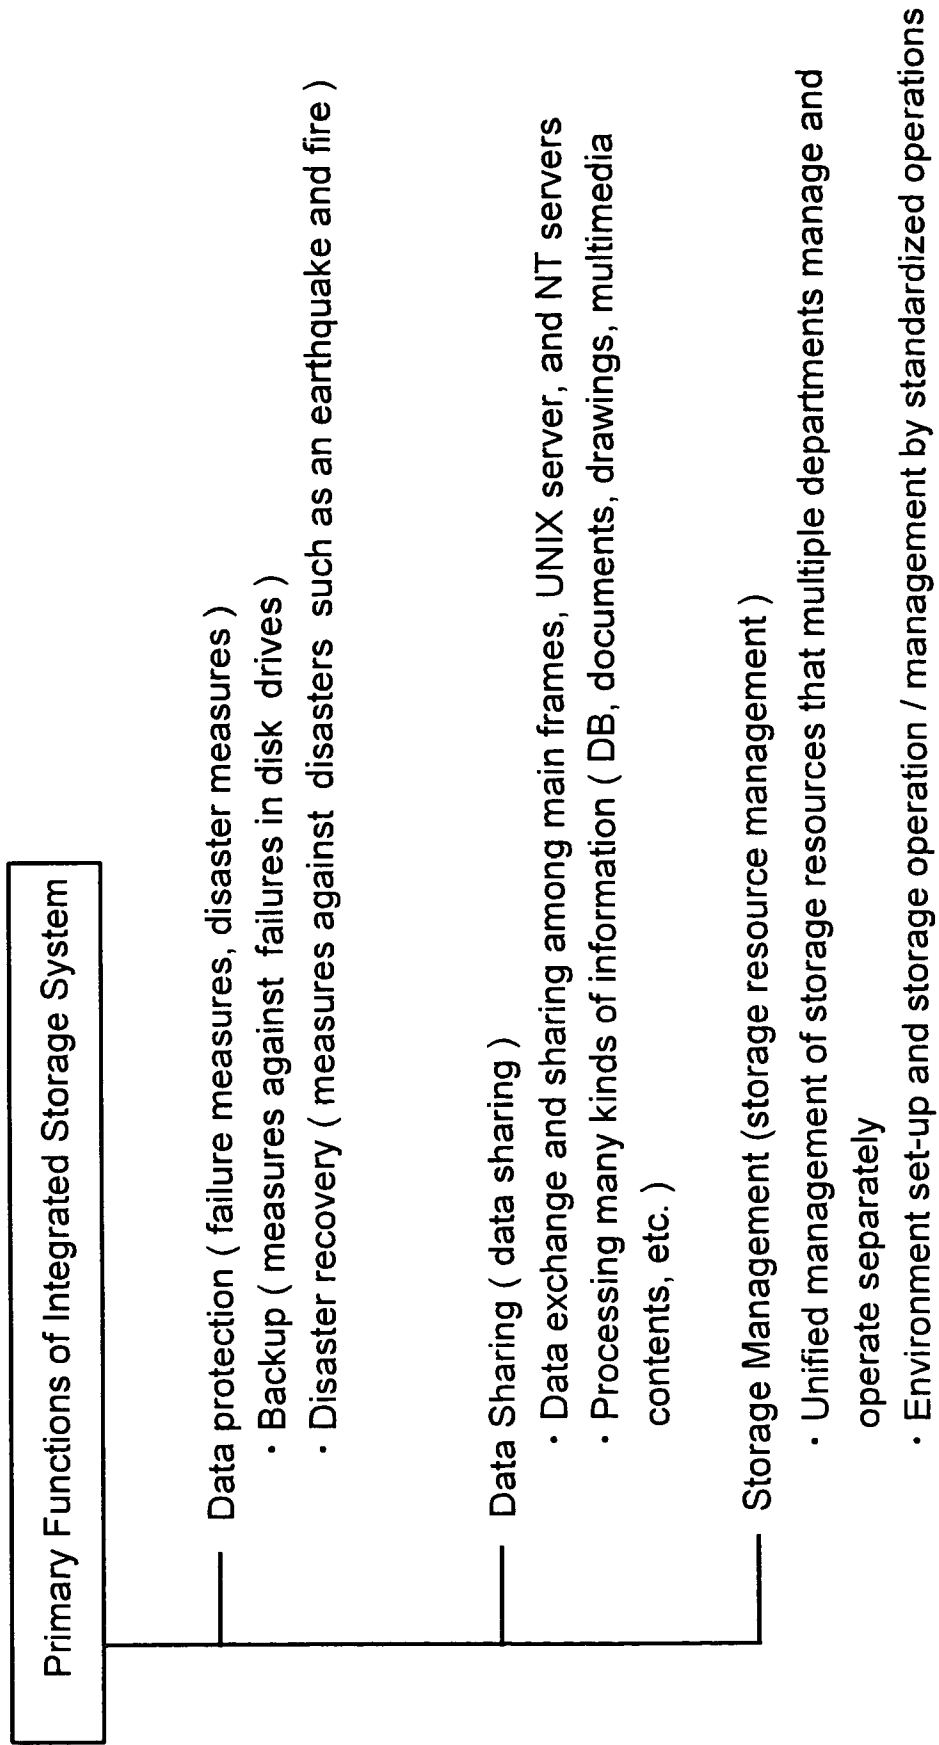 Primary Functions of Integrated Storage System
Data protection ( failure measures, disaster measures )
・Backup ( measures against failures in disk drives )
・Disaster recovery ( measures against disasters such as an earthquake and fire )
Data Sharing ( data sharing )
・Data exchange and sharing among main frames, UNIX server, and NT servers
・Processing many kinds of information ( DB, documents, drawings, multimedia
contents, etc. )
Storage Management (storage resource management )
・Unified management of storage resources that multiple departments manage and
operate separately
・Environment set-up and storage operation / management by standardized operations